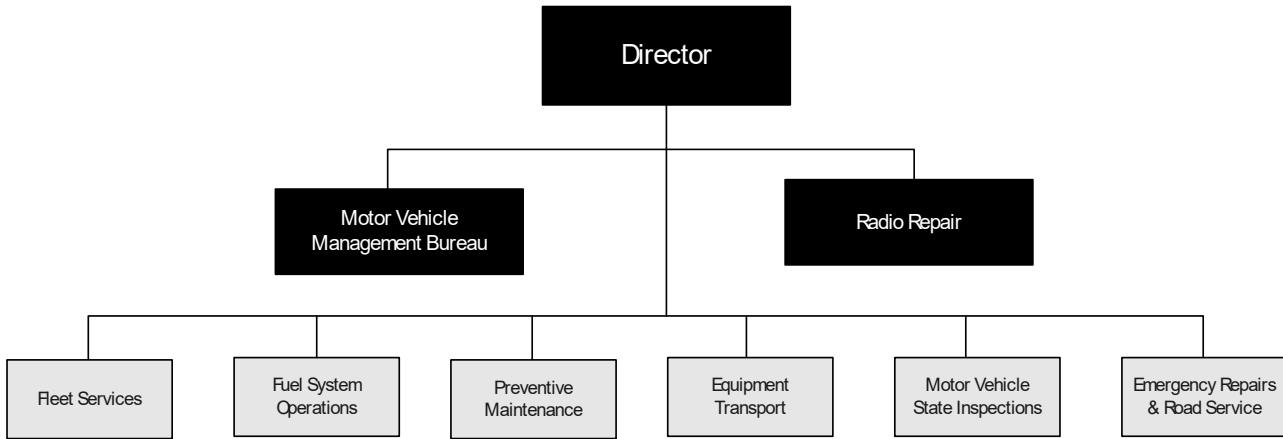 Director
Motor Vehicle
Management Bureau
Radio Repair
Fleet Services
Fuel System
Operations
Preventive
Maintenance
Equipment
Transport
Motor Vehicle
State Inspections
Emergency Repairs
& Road Service